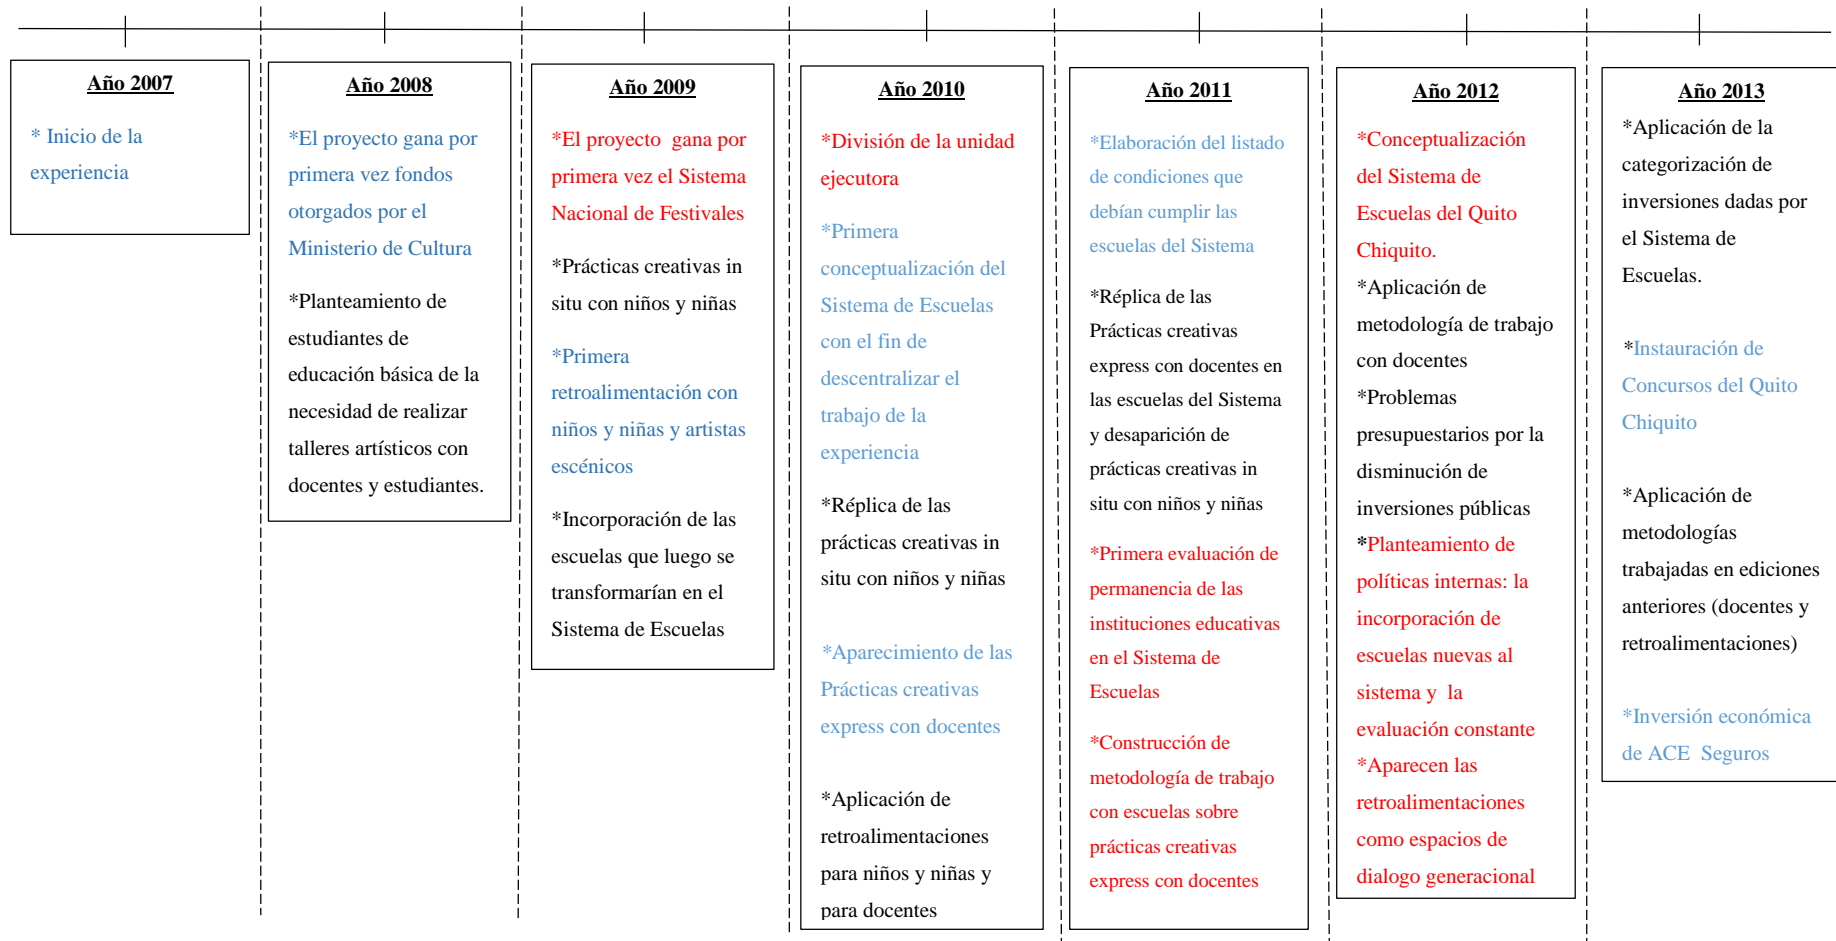 Año 2007
* Inicio de la
experiencia
Año 2008
*El proyecto gana por
primera vez fondos
otorgados por el
Ministerio de Cultura
*Planteamiento de
estudiantes de
educación básica de la
necesidad de realizar
talleres artísticos con
docentes y estudiantes.
Año 2009
*El proyecto gana por
primera vez el Sistema
Nacional de Festivales
*Prácticas creativas in
situ con niños y niñas
*Primera
retroalimentación con
niños y niñas y artistas
escénicos
*Incorporación de las
escuelas que luego se
transformarían en el
Sistema de Escuelas
Año 2010
*División de la unidad
ejecutora
*Primera
conceptualización del
Sistema de Escuelas
con el fin de
descentralizar el
trabajo de la
experiencia
*Réplica de las
prácticas creativas in
situ con niños y niñas
*Aparecimiento de las
Prácticas creativas
express con docentes
*Aplicación de
retroalimentaciones
para niños y niñas y
para docentes
Año 2011
*Elaboración del listado
de condiciones que
debían cumplir las
escuelas del Sistema
*Réplica de las
Prácticas creativas
express con docentes en
las escuelas del Sistema
y desaparición de
prácticas creativas in
situ con niños y niñas
*Primera evaluación de
permanencia de las
instituciones educativas
en el Sistema de
Escuelas
*Construcción de
metodología de trabajo
con escuelas sobre
prácticas creativas
express con docentes
Año 2012
*Conceptualización
del Sistema de
Escuelas del Quito
Chiquito.
*Aplicación de
metodología de trabajo
con docentes
*Problemas
presupuestarios por la
disminución de
inversiones públicas
*Planteamiento de
políticas internas: la
incorporación de
escuelas nuevas al
sistema y la
evaluación constante
*Aparecen las
retroalimentaciones
como espacios de
dialogo generacional
Año 2013
*Aplicación de la
categorización de
inversiones dadas por
el Sistema de
Escuelas.
*Instauración de
Concursos del Quito
Chiquito
*Aplicación de
metodologías
trabajadas en ediciones
anteriores (docentes y
retroalimentaciones)
*Inversión económica
de ACE Seguros